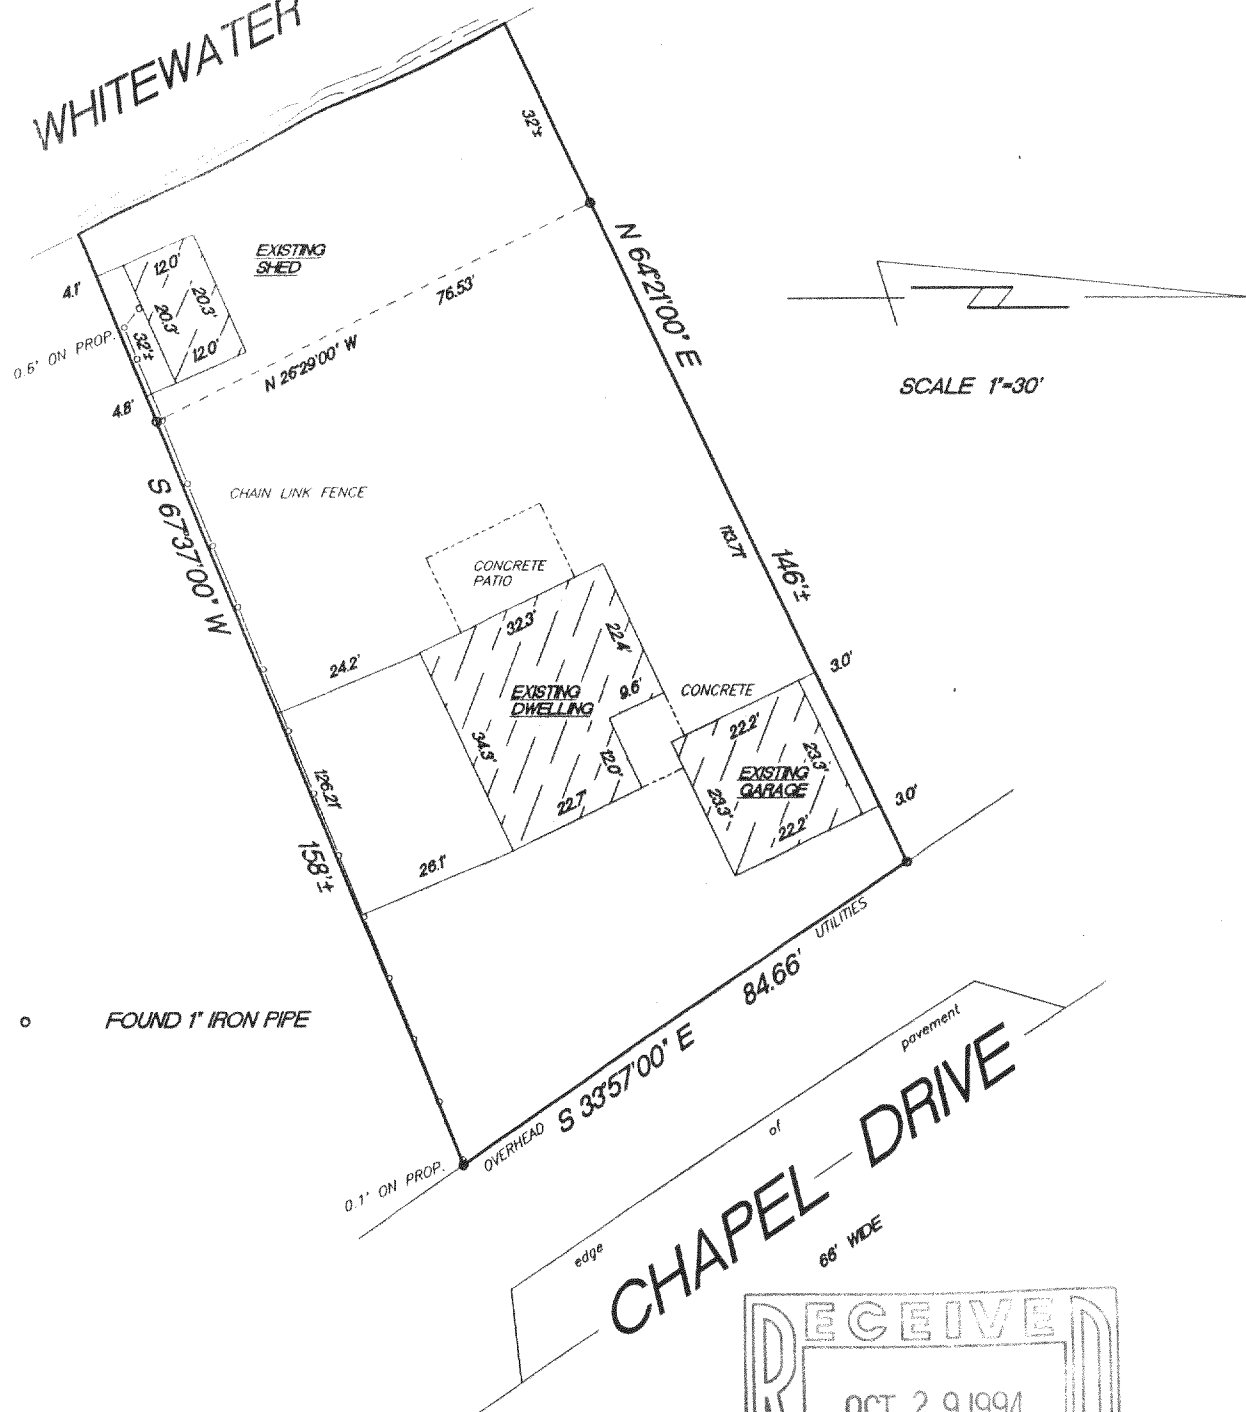 WHITEWATER
32'±
EXISTING
SHED
12.0'
20.3'
20.3'
12.0'
4.1'
32'±
0.6' ON PROP.
4.8'
76.53'
N 26°29'00" W
N 64°21'00" E
SCALE 1"=30'
S 67°37'00" W
CHAIN LINK FENCE
CONCRETE
PATIO
113.71'
146'±
32.3'
22.4'
24.2'
EXISTING
DWELLING
9.6'
CONCRETE
3.0'
34.3'
12.0'
22.7'
22.2'
23.3'
EXISTING
GARAGE
23.3'
22.2'
3.0'
126.21'
158'±
26.1'
UTILITIES
84.66'
FOUND 1" IRON PIPE
S 33°57'00" E
OVERHEAD
0.1' ON PROP.
pavement
of
edge
CHAPEL DRIVE
66' WIDE
RECEIVED
OCT 29 1994